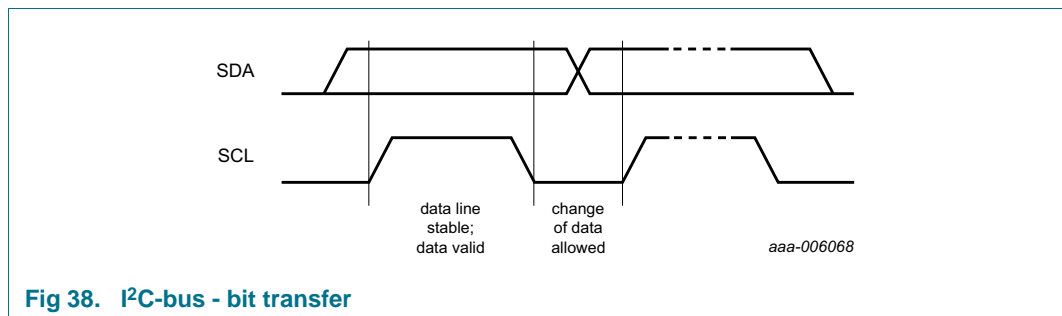 SDA
SCL
data line
stable;
data valid
change
of data
allowed
aaa-006068
Fig 38. I²C-bus - bit transfer